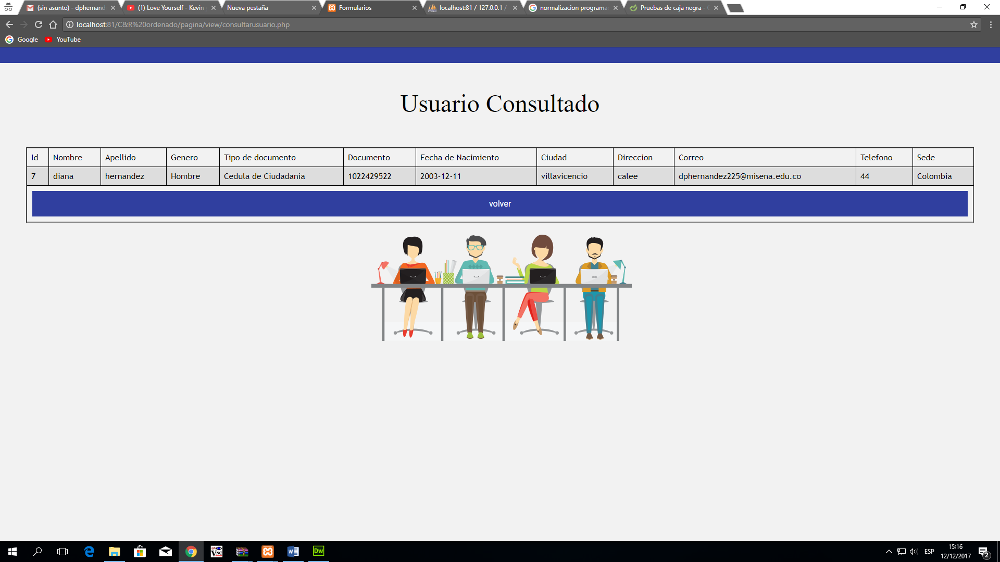 (sin asunto) - dphernand
(1) Love Yourself - Kevin
Nueva pestaña
Formularios
localhost:81 / 127.0.0.1 /
normalizacion programa
Pruebas de caja negra -
localhost:81/C&R%20ordenado/pagina/view/consultarusuario.php
Google
YouTube
Usuario Consultado
Id Nombre Apellido Genero Tipo de documento Documento Fecha de Nacimiento Ciudad Direccion Correo Telefono Sede
7 diana hernandez Hombre Cedula de Ciudadania 1022429522 2003-12-11 villavicencio calee dphernandez225@misena.edu.co 44 Colombia
volver
VNC
Dw
ESP
15:16
12/12/2017
2